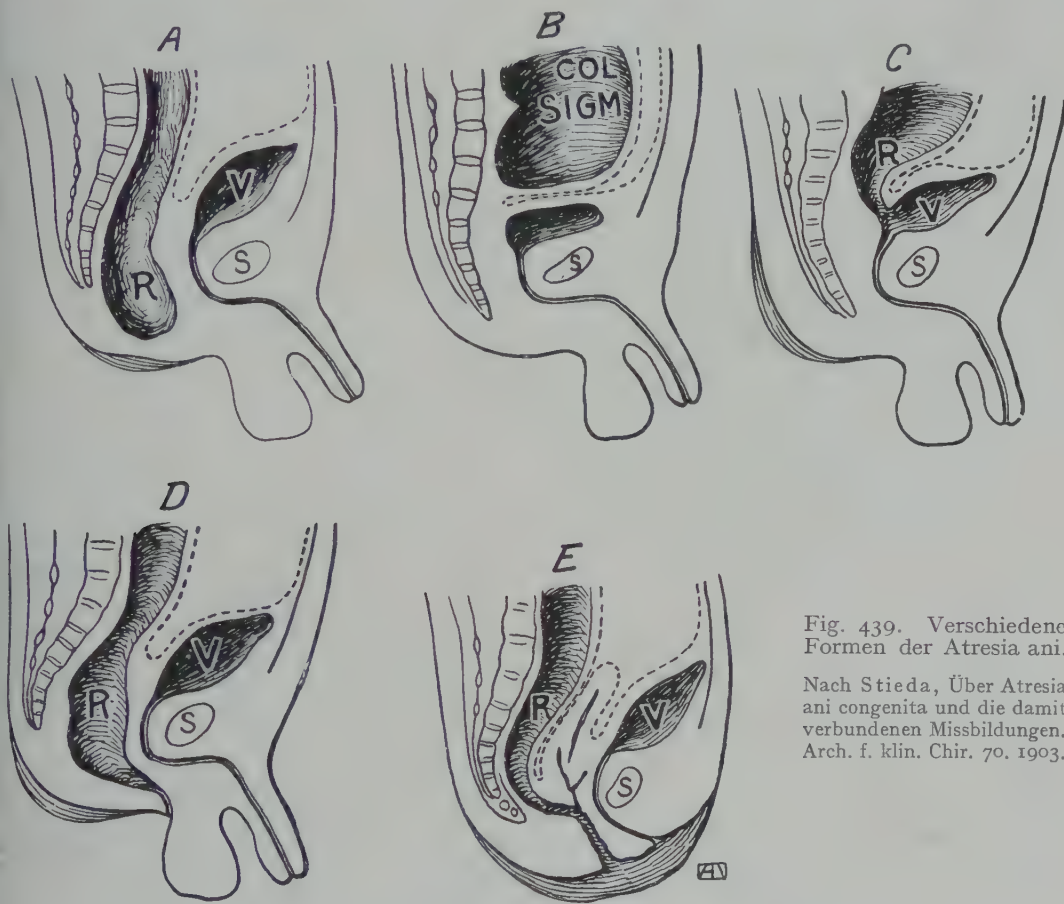 A
B
C
COL
SIGM
R
V
S
S
R
V
S
D
E
R
V
S
R
V
S
Fig. 439. Verschiedene
Formen der Atresia ani.
Nach Stieda, Über Atresia
ani congenita und die damit
verbundenen Missbildungen.
Arch. f. klin. Chir. 70. 1903.